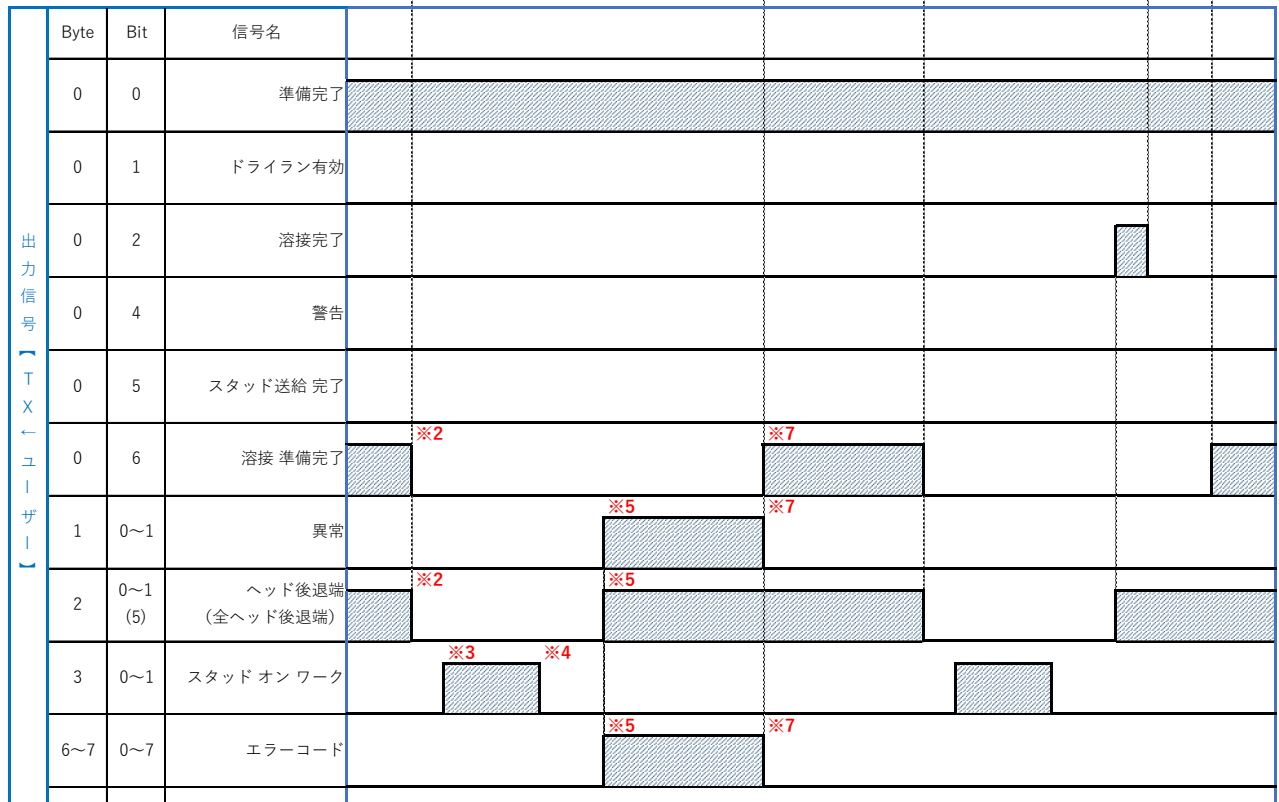 Byte Bit 信号名
0 0 準備完了
0 1 ドライラン有効
0 2 溶接完了
0 4 警告
0 5 スタッド送給 完了
0 6 溶接 準備完了 ※2 ※7
1 0～1 異常 ※5 ※7
2 0～1 (5) ヘッド後退端 ※2 ※5
(全ヘッド後退端)
3 0～1 スタッド オン ワーク ※3 ※4
6～7 0～7 エラーコード ※5 ※7
出力信号【TX←ユーザー】